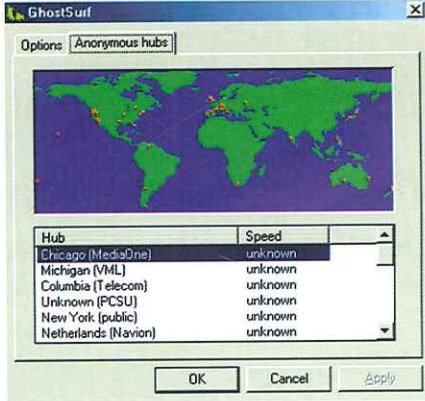 GhostSurf
Options Anonymous hubs
Hub Speed
Chicago (MediaOne) unknown
Michigan (VML) unknown
Columbia (Telecom) unknown
Unknown (PCSU) unknown
New York (public) unknown
Netherlands (Navion) unknown
OK Cancel Apply